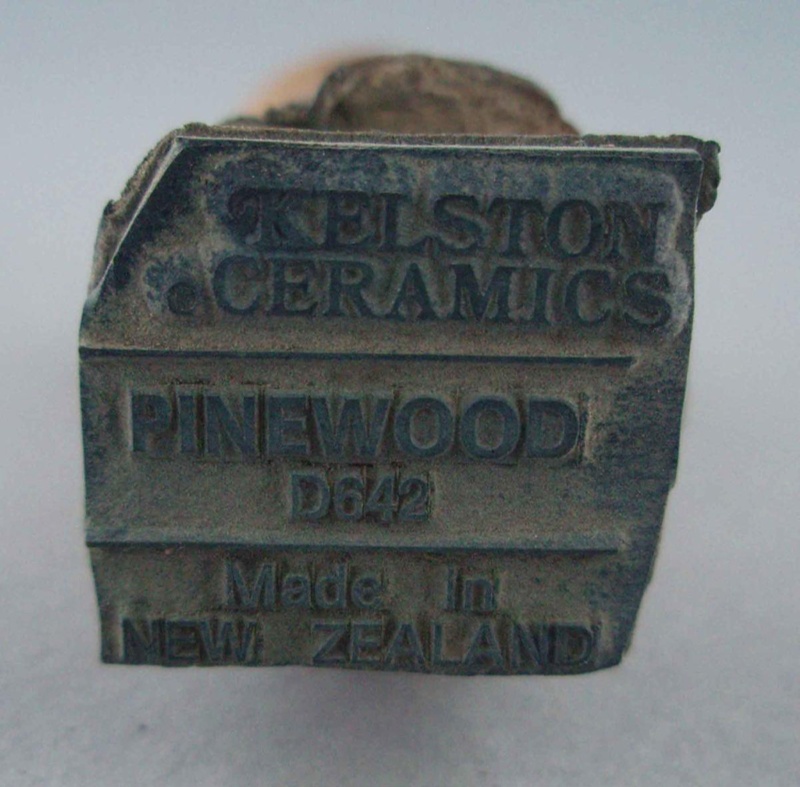 KELSTON
CERAMICS
PINEWOOD
D642
Made In
NEW ZEALAND